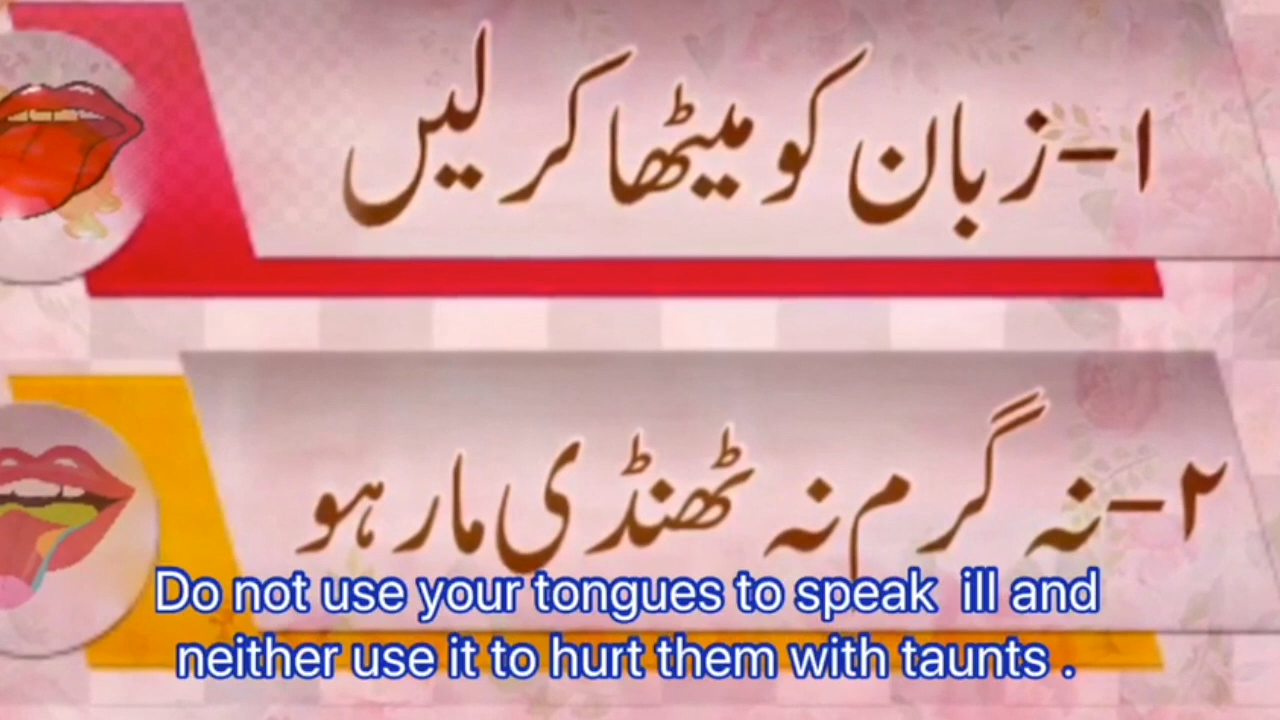 ۱-زبان کو میٹھا کر لیں
۲-نہ گرم نہ ٹھنڈی مار ہو
Do not use your tongues to speak ill and
neither use it to hurt them with taunts .